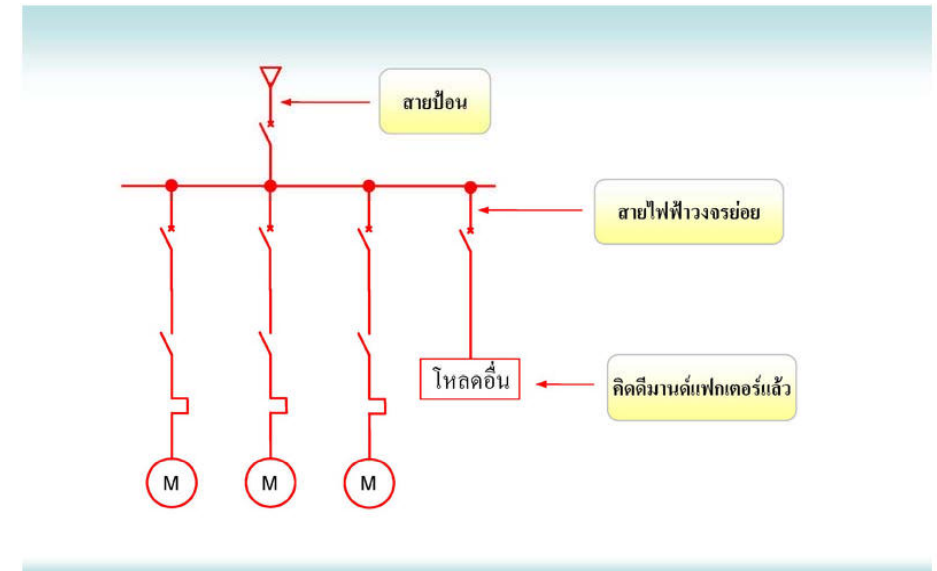 สายป้อน
สายไฟฟ้าวงจรย่อย
โหลดอื่น
คิดดีมานด์แฟกเตอร์แล้ว
M
M
M